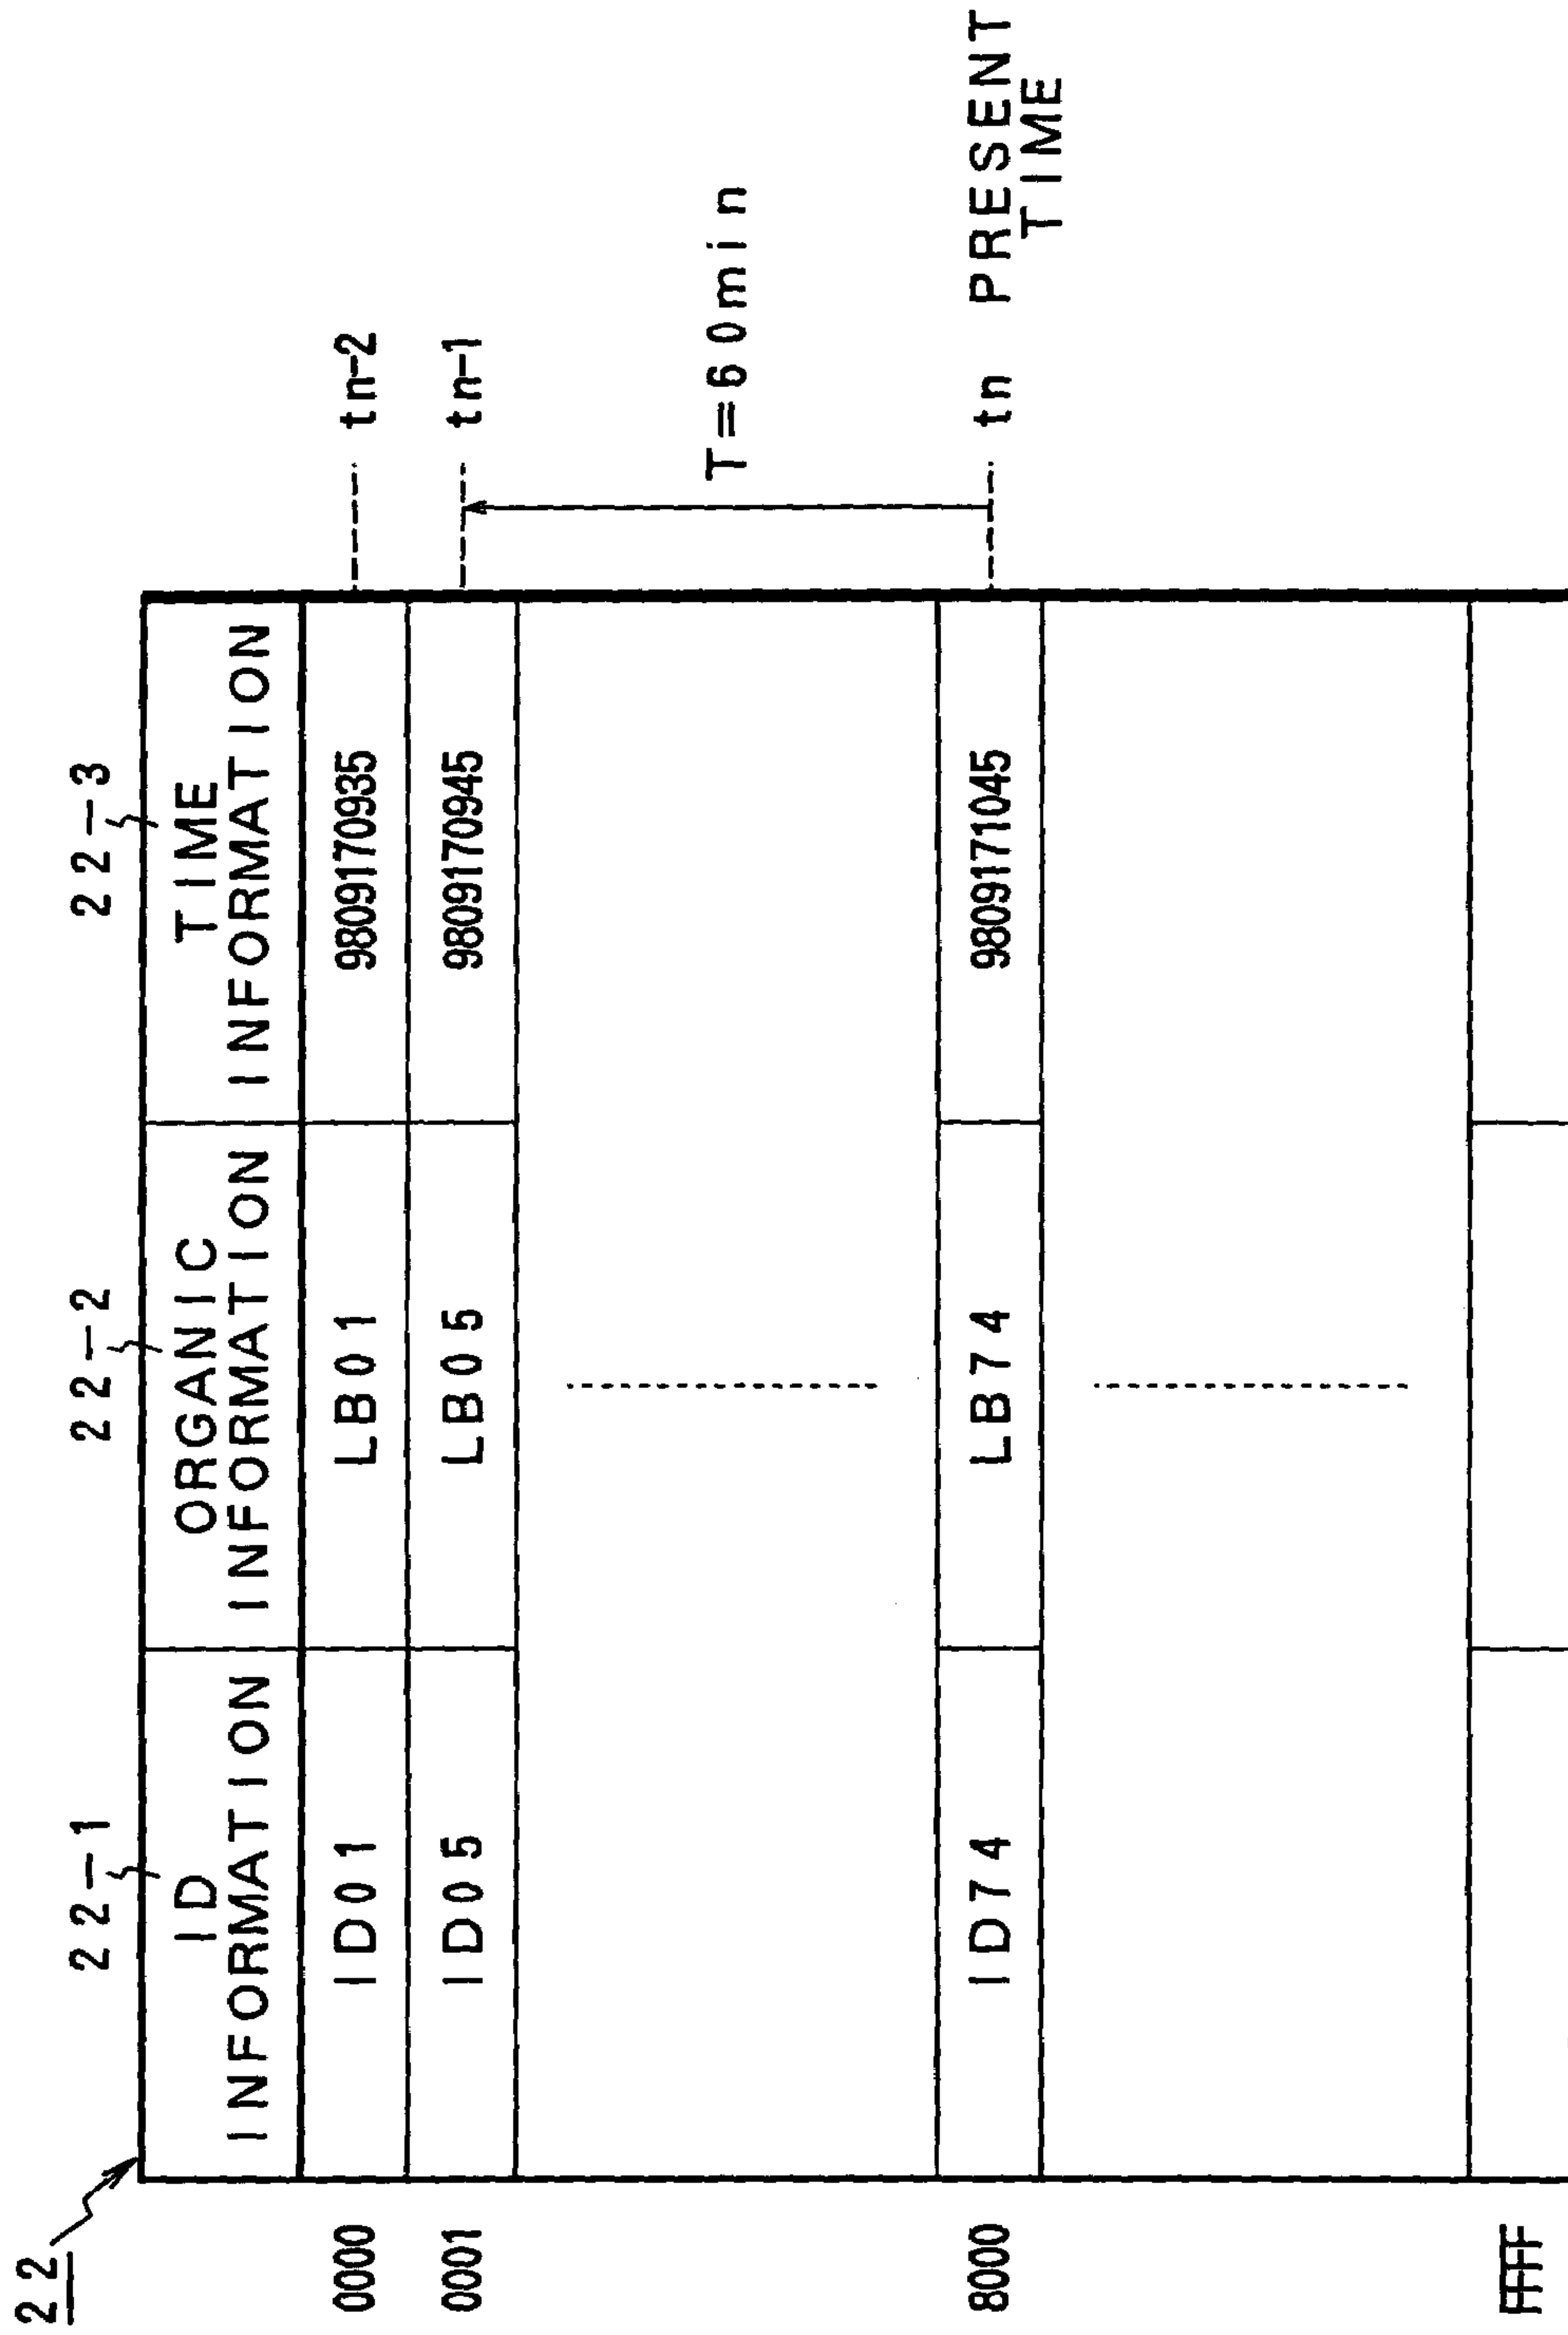 22
22-1
22-2
22-3
ID
INFORMATION
ORGANIC
INFORMATION
TIME
INFORMATION
0000
ID01
LB01
9809170935
tn-2
0001
ID05
LB05
9809170945
tn-1
T=60min
8000
ID74
LB74
9809171045
tn PRESENT
TIME
FFFF